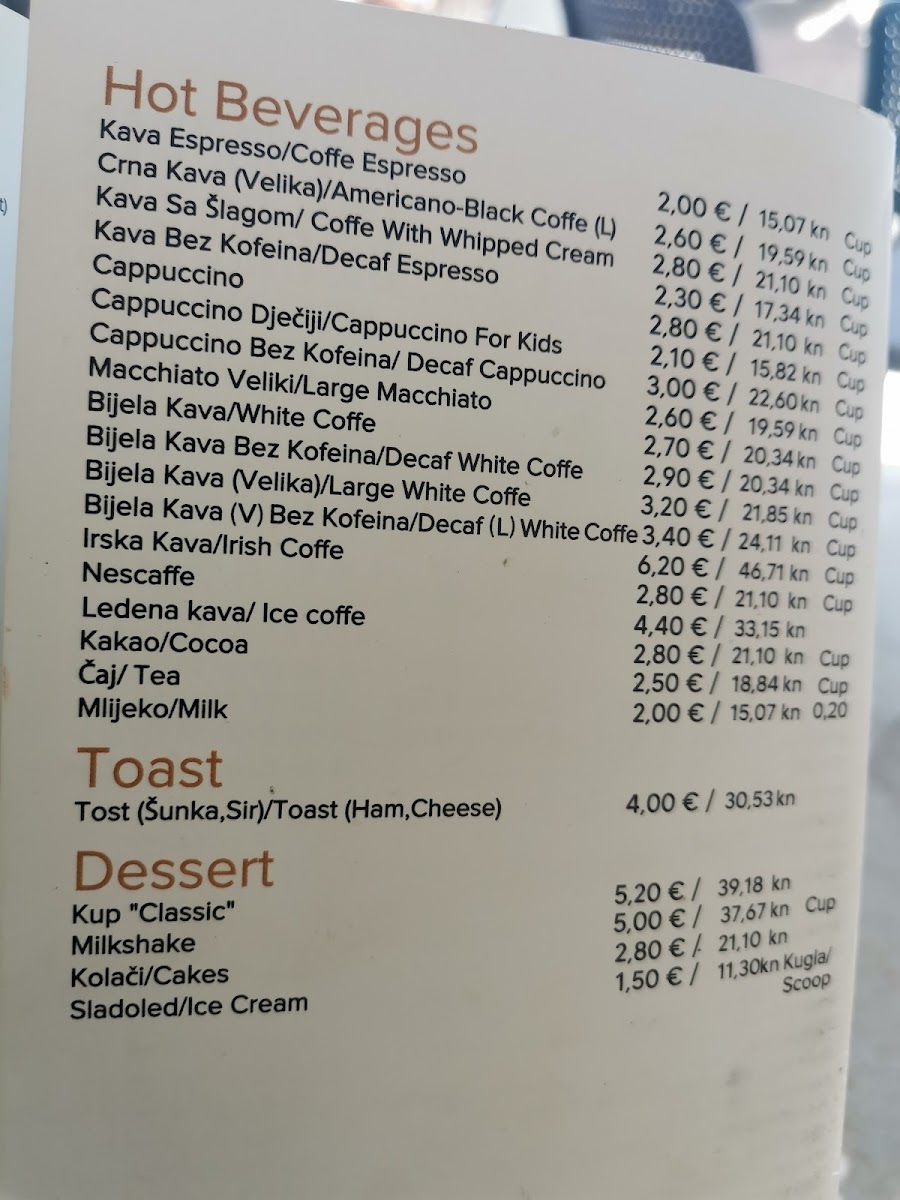 Hot Beverages
Kava Espresso/Coffe Espresso 2,00 € / 15,07 kn Cup
Crna Kava (Velika)/Americano-Black Coffe (L) 2,60 € / 19,59 kn Cup
Kava Sa Šlagom/ Coffe With Whipped Cream 2,80 € / 21,10 kn Cup
Kava Bez Kofeina/Decaf Espresso 2,30 € / 17,34 kn Cup
Cappuccino 2,80 € / 21,10 kn Cup
Cappuccino Dječiji/Cappuccino For Kids 2,10 € / 15,82 kn Cup
Cappuccino Bez Kofeina/ Decaf Cappuccino 3,00 € / 22,60 kn Cup
Macchiato Veliki/Large Macchiato 2,60 € / 19,59 kn Cup
Bijela Kava/White Coffe 2,70 € / 20,34 kn Cup
Bijela Kava Bez Kofeina/Decaf White Coffe 2,90 € / 20,34 kn Cup
Bijela Kava (Velika)/Large White Coffe 3,20 € / 21,85 kn Cup
Bijela Kava (V) Bez Kofeina/Decaf (L) White Coffe 3,40 € / 24,11 kn Cup
Irska Kava/Irish Coffe 6,20 € / 46,71 kn Cup
Nescaffe 2,80 € / 21,10 kn Cup
Ledena kava/ Ice coffe 4,40 € / 33,15 kn
Kakao/Cocoa 2,80 € / 21,10 kn Cup
Čaj/ Tea 2,50 € / 18,84 kn Cup
Mlijeko/Milk 2,00 € / 15,07 kn 0,20
Toast
Tost (Šunka,Sir)/Toast (Ham,Cheese) 4,00 € / 30,53 kn
Dessert
Kup "Classic" 5,20 € / 39,18 kn
Milkshake 5,00 € / 37,67 kn Cup
Kolači/Cakes 2,80 € / 21,10 kn
Sladoled/Ice Cream 1,50 € / 11,30kn Kugla/
Scoop